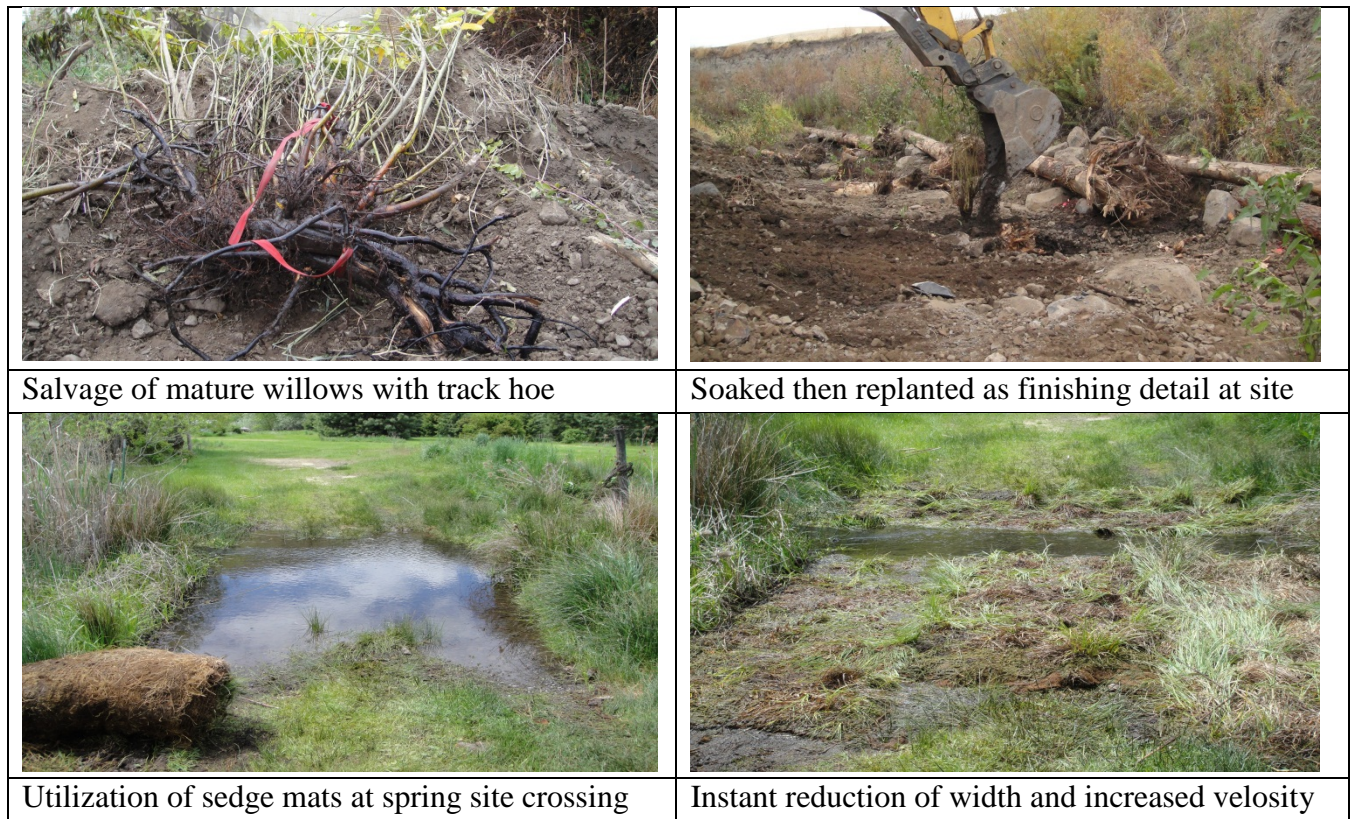 Salvage of mature willows with track hoe
Soaked then replanted as finishing detail at site
Utilization of sedge mats at spring site crossing
Instant reduction of width and increased velosity